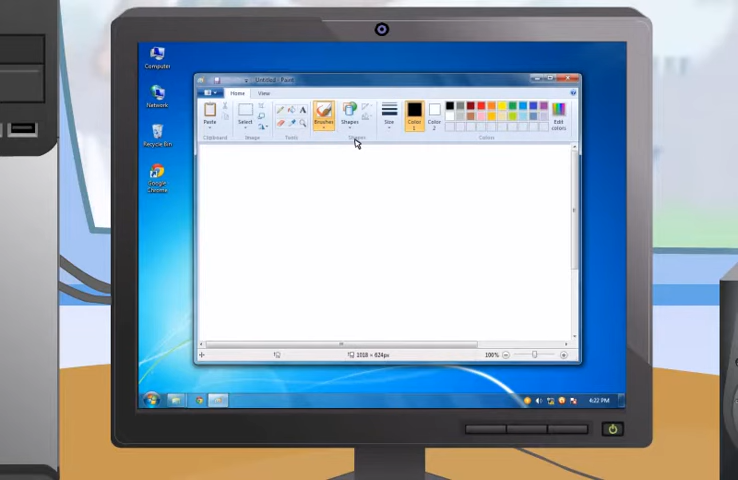 Computer
Network
Recycle Bin
Google
Chrome
Untitled - Paint
Home
View
Paste
Select
Brushes
Shapes
Size
Color
1
Color
2
Edit
colors
Clipboard
Image
Tools
Shapes
Colors
1018 × 624px
100%
6:22 PM